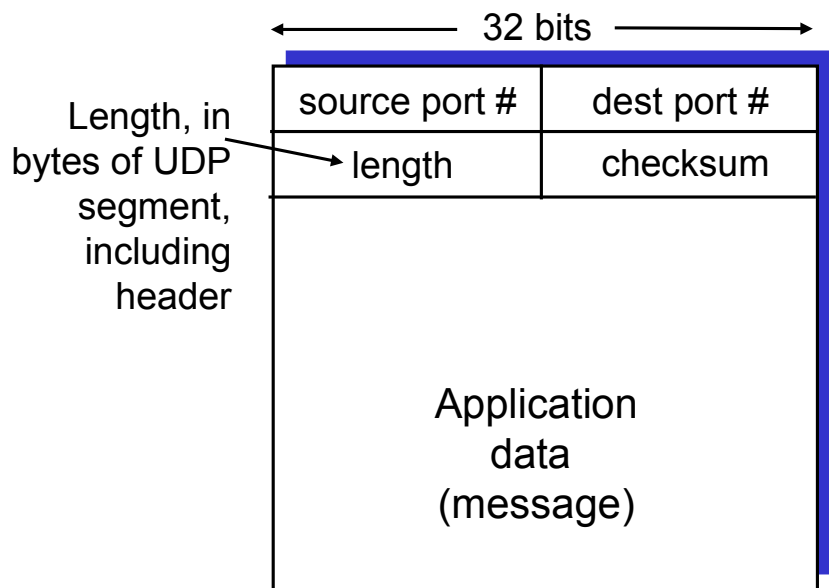 32 bits
source port #
dest port #
Length, in
bytes of UDP
segment,
including
header
length
checksum
Application
data
(message)